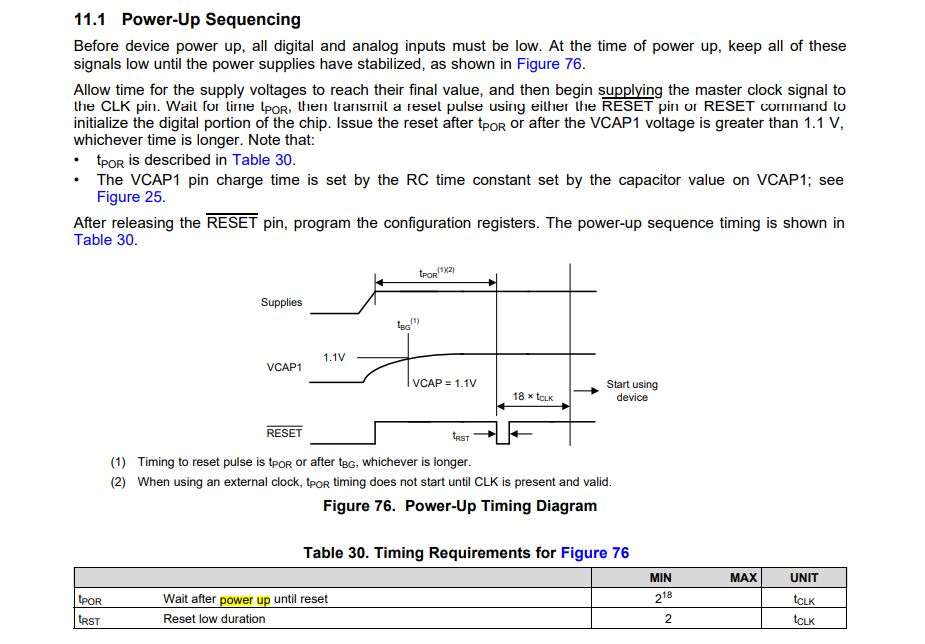 11.1 Power-Up Sequencing
Before device power up, all digital and analog inputs must be low. At the time of power up, keep all of these
signals low until the power supplies have stabilized, as shown in Figure 76.
Allow time for the supply voltages to reach their final value, and then begin supplying the master clock signal to
the CLK pin. Wait for time tPOR, then transmit a reset pulse using either the RESET pin or RESET command to
initialize the digital portion of the chip. Issue the reset after tPOR or after the VCAP1 voltage is greater than 1.1 V,
whichever time is longer. Note that:
• tPOR is described in Table 30.
• The VCAP1 pin charge time is set by the RC time constant set by the capacitor value on VCAP1; see
Figure 25.
After releasing the RESET pin, program the configuration registers. The power-up sequence timing is shown in
Table 30.
tPOR(1)(2)
Supplies
tBG(1)
1.1V
VCAP1
VCAP = 1.1V
18 × tCLK
Start using
device
RESET
tRST
(1) Timing to reset pulse is tPOR or after tBG, whichever is longer.
(2) When using an external clock, tPOR timing does not start until CLK is present and valid.
Figure 76. Power-Up Timing Diagram
Table 30. Timing Requirements for Figure 76
MIN MAX UNIT
tPOR Wait after power up until reset 2^18 tCLK
tRST Reset low duration 2 tCLK